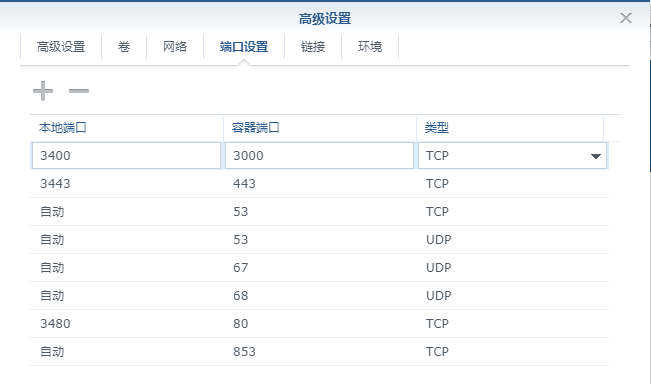 高级设置
高级设置 卷 网络 端口设置 链接 环境
本地端口 容器端口 类型
3400 3000 TCP
3443 443 TCP
自动 53 TCP
自动 53 UDP
自动 67 UDP
自动 68 UDP
3480 80 TCP
自动 853 TCP